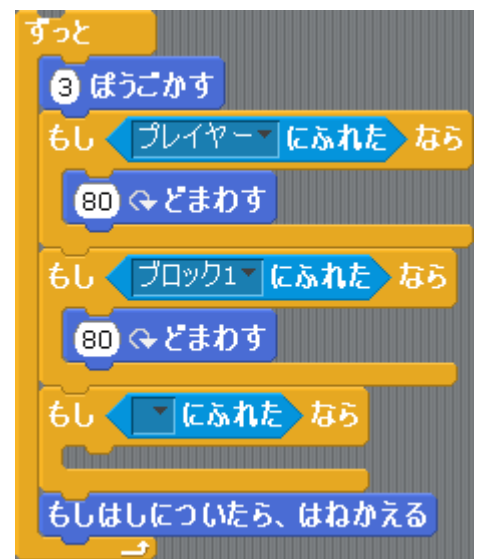 ずっと
3 ぽうごかす
もし プレイヤー にふれた なら
80 どまわす
もし ブロック1 にふれた なら
80 どまわす
もし にふれた なら
もしはしについたら、はねかえる